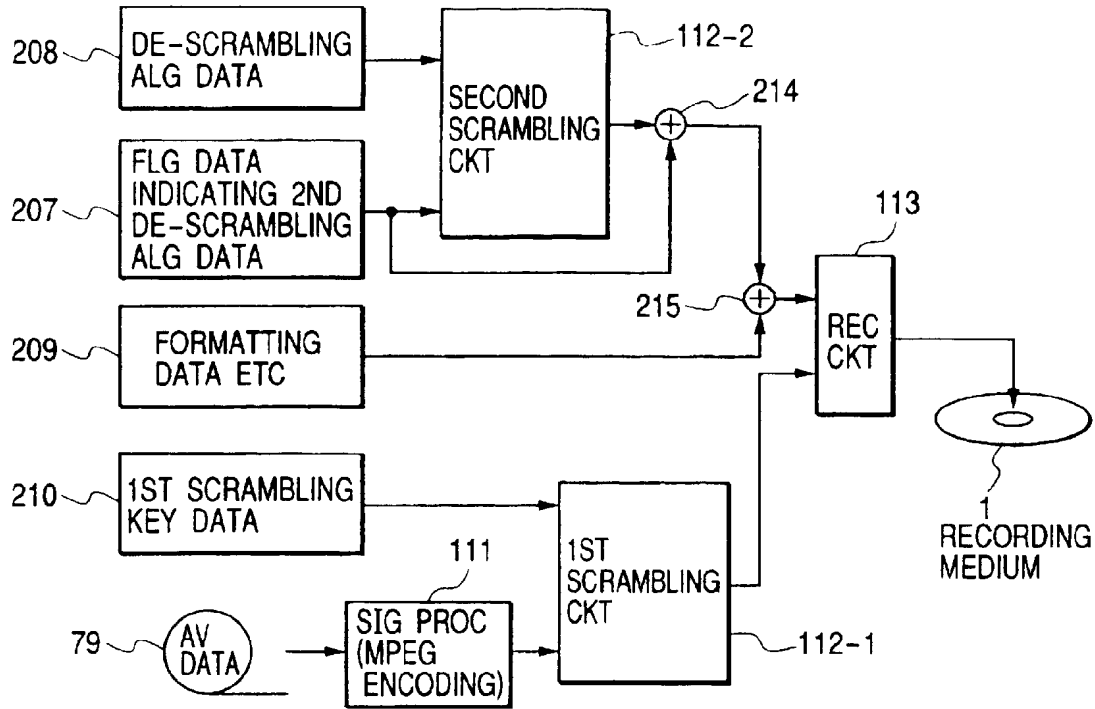 208
DE-SCRAMBLING
ALG DATA
112-2
SECOND
SCRAMBLING
CKT
214
+
207
FLG DATA
INDICATING 2ND
DE-SCRAMBLING
ALG DATA
113
215
+
REC
CKT
209
FORMATTING
DATA ETC
210
1ST SCRAMBLING
KEY DATA
1
RECORDING
MEDIUM
111
1ST
SCRAMBLING
CKT
79
AV
DATA
SIG PROC
(MPEG
ENCODING)
112-1